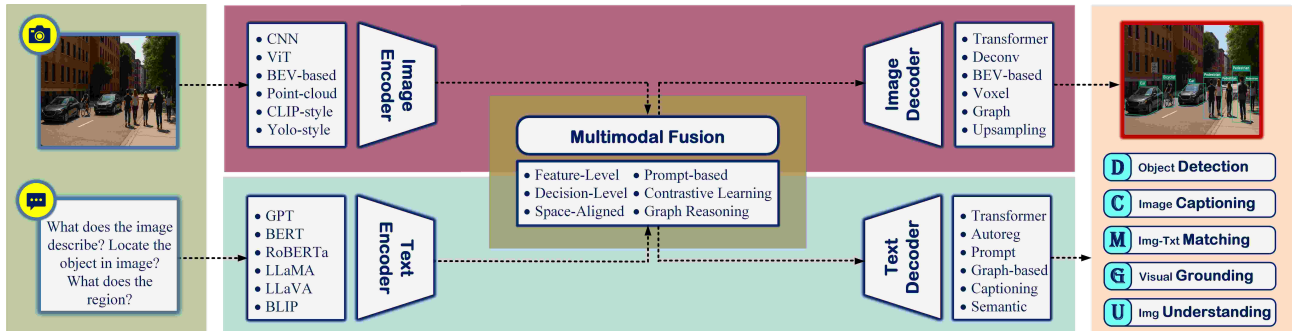 CNN
ViT
BEV-based
Point-cloud
CLIP-style
Yolo-style
Image
Encoder
Image
Decoder
Transformer
Deconv
BEV-based
Voxel
Graph
Upsampling
Multimodal Fusion
Feature-Level
Decision-Level
Space-Aligned
Prompt-based
Contrastive Learning
Graph Reasoning
What does the image
describe? Locate the
object in image?
What does the
region?
GPT
BERT
RoBERTa
LLaMA
LLaVA
BLIP
Text
Encoder
Text
Decoder
Transformer
Autoreg
Prompt
Graph-based
Captioning
Semantic
D Object Detection
C Image Captioning
M Img-Txt Matching
G Visual Grounding
U Img Understanding